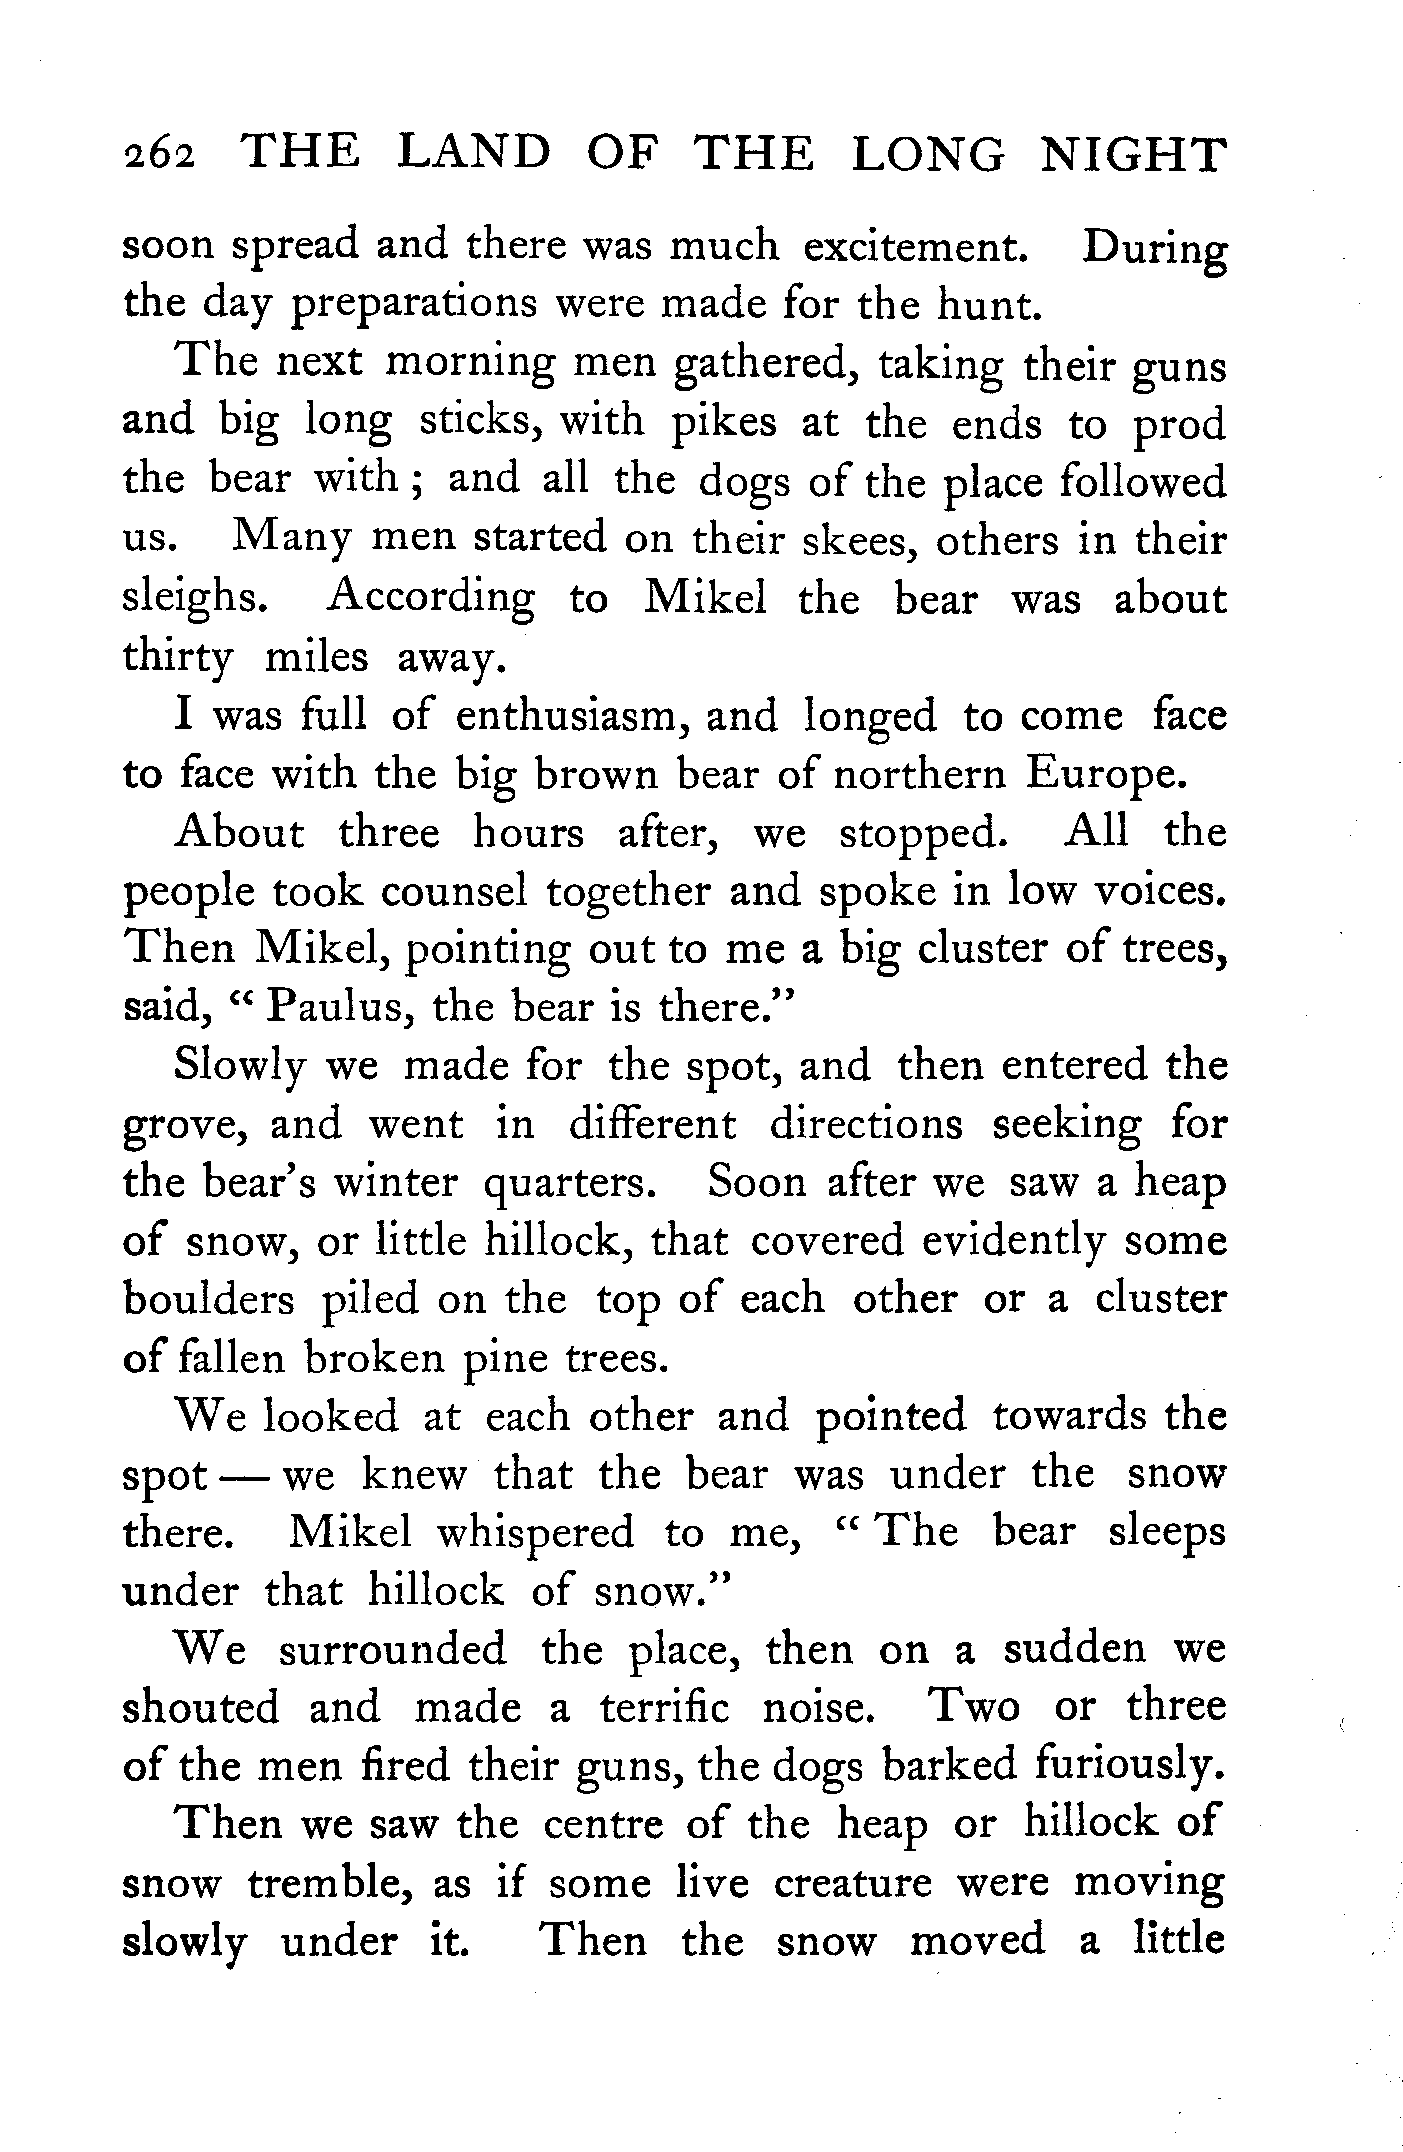 262 THE LAND OF THE LONG NIGHT
soon spread and there was much excitement. During
the day preparations were made for the hunt.
The next morning men gathered, taking their guns
and big long sticks, with pikes at the ends to prod
the bear with ; and all the dogs of the place followed
us. Many men started on their skees, others in their
sleighs. According to Mikel the bear was about
thirty miles away.
I was full of enthusiasm, and longed to come face
to face with the big brown bear of northern Europe.
About three hours after, we stopped. All the
people took counsel together and spoke in low voices.
Then Mikel, pointing out to me a big cluster of trees,
said, “ Paulus, the bear is there.”
Slowly we made for the spot, and then entered the
grove, and went in different directions seeking for
the bear’s winter quarters. Soon after we saw a heap
of snow, or little hillock, that covered evidently some
boulders piled on the top of each other or a cluster
of fallen broken pine trees.
We looked at each other and pointed towards the
spot — we knew that the bear was under the snow
there. Mikel whispered to me, “ The bear sleeps
under that hillock of snow.”
We surrounded the place, then on a sudden we
shouted and made a terrific noise. Two or three
of the men fired their guns, the dogs barked furiously.
Then we saw the centre of the heap or hillock of
snow tremble, as if some live creature were moving
slowly under it. Then the snow moved a little